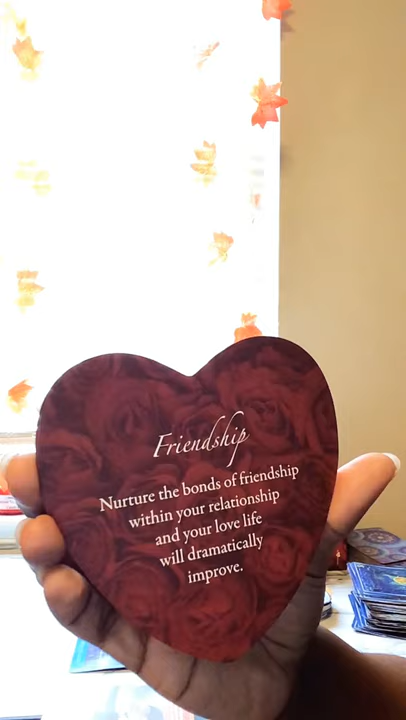 Friendship
Nurture the bonds of friendship
within your relationship
and your love life
will dramatically
improve.